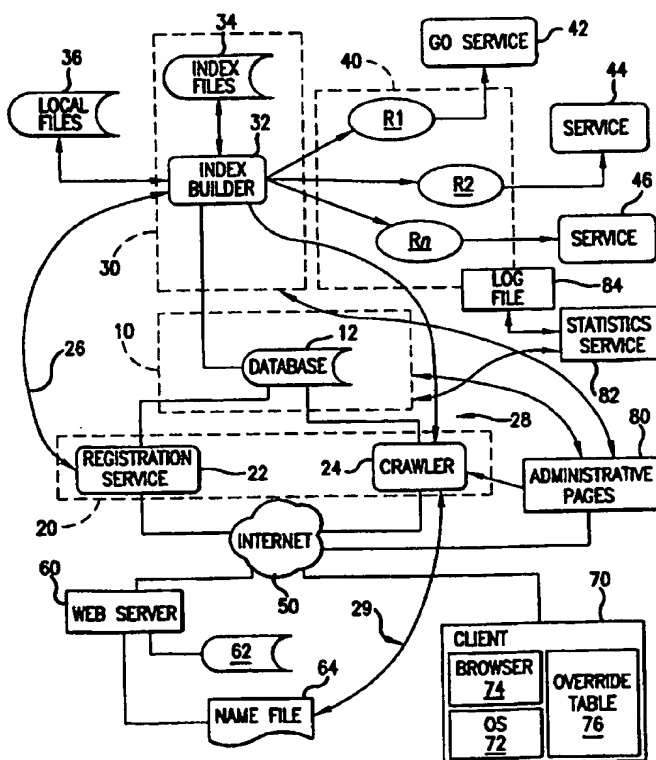 34
42
36
INDEX
FILES
40
GO SERVICE
44
LOCAL
FILES
32
R1
SERVICE
INDEX
BUILDER
R2
46
Rn
SERVICE
30
LOG
FILE
84
10
12
STATISTICS
SERVICE
DATABASE
26
82
28
80
REGISTRATION
SERVICE
22
24
CRAWLER
ADMINISTRATIVE
PAGES
20
INTERNET
60
50
70
WEB SERVER
29
CLIENT
62
64
BROWSER
74
OVERRIDE
TABLE
76
NAME FILE
OS
72